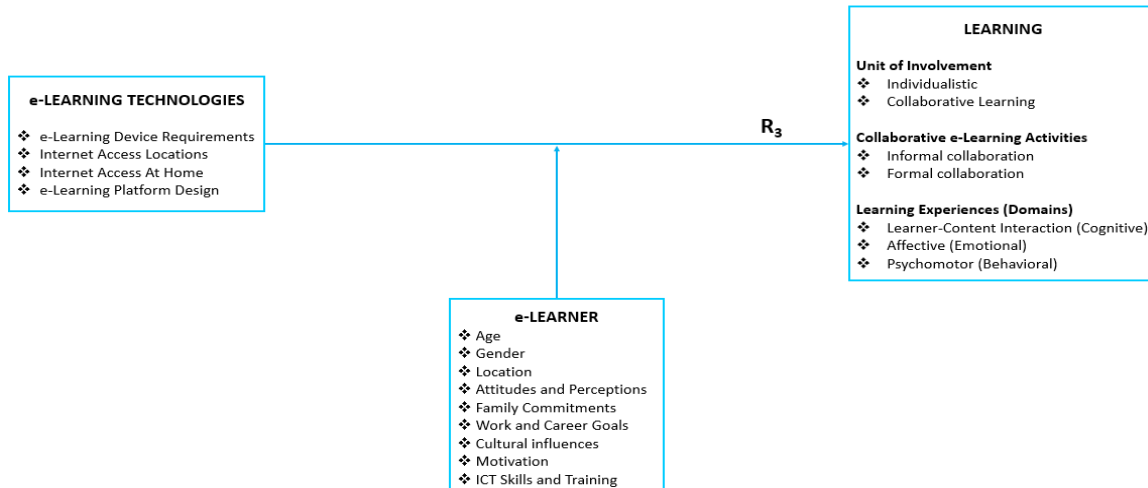 e-LEARNING TECHNOLOGIES
❖ e-Learning Device Requirements
❖ Internet Access Locations
❖ Internet Access At Home
❖ e-Learning Platform Design
R₃
LEARNING
Unit of Involvement
❖ Individualistic
❖ Collaborative Learning
Collaborative e-Learning Activities
❖ Informal collaboration
❖ Formal collaboration
Learning Experiences (Domains)
❖ Learner-Content Interaction (Cognitive)
❖ Affective (Emotional)
❖ Psychomotor (Behavioral)
e-LEARNER
❖ Age
❖ Gender
❖ Location
❖ Attitudes and Perceptions
❖ Family Commitments
❖ Work and Career Goals
❖ Cultural influences
❖ Motivation
❖ ICT Skills and Training